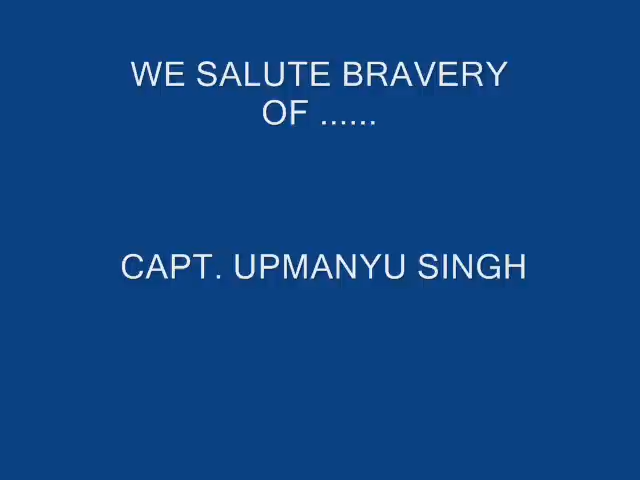 WE SALUTE BRAVERY
OF ......
CAPT. UPMANYU SINGH